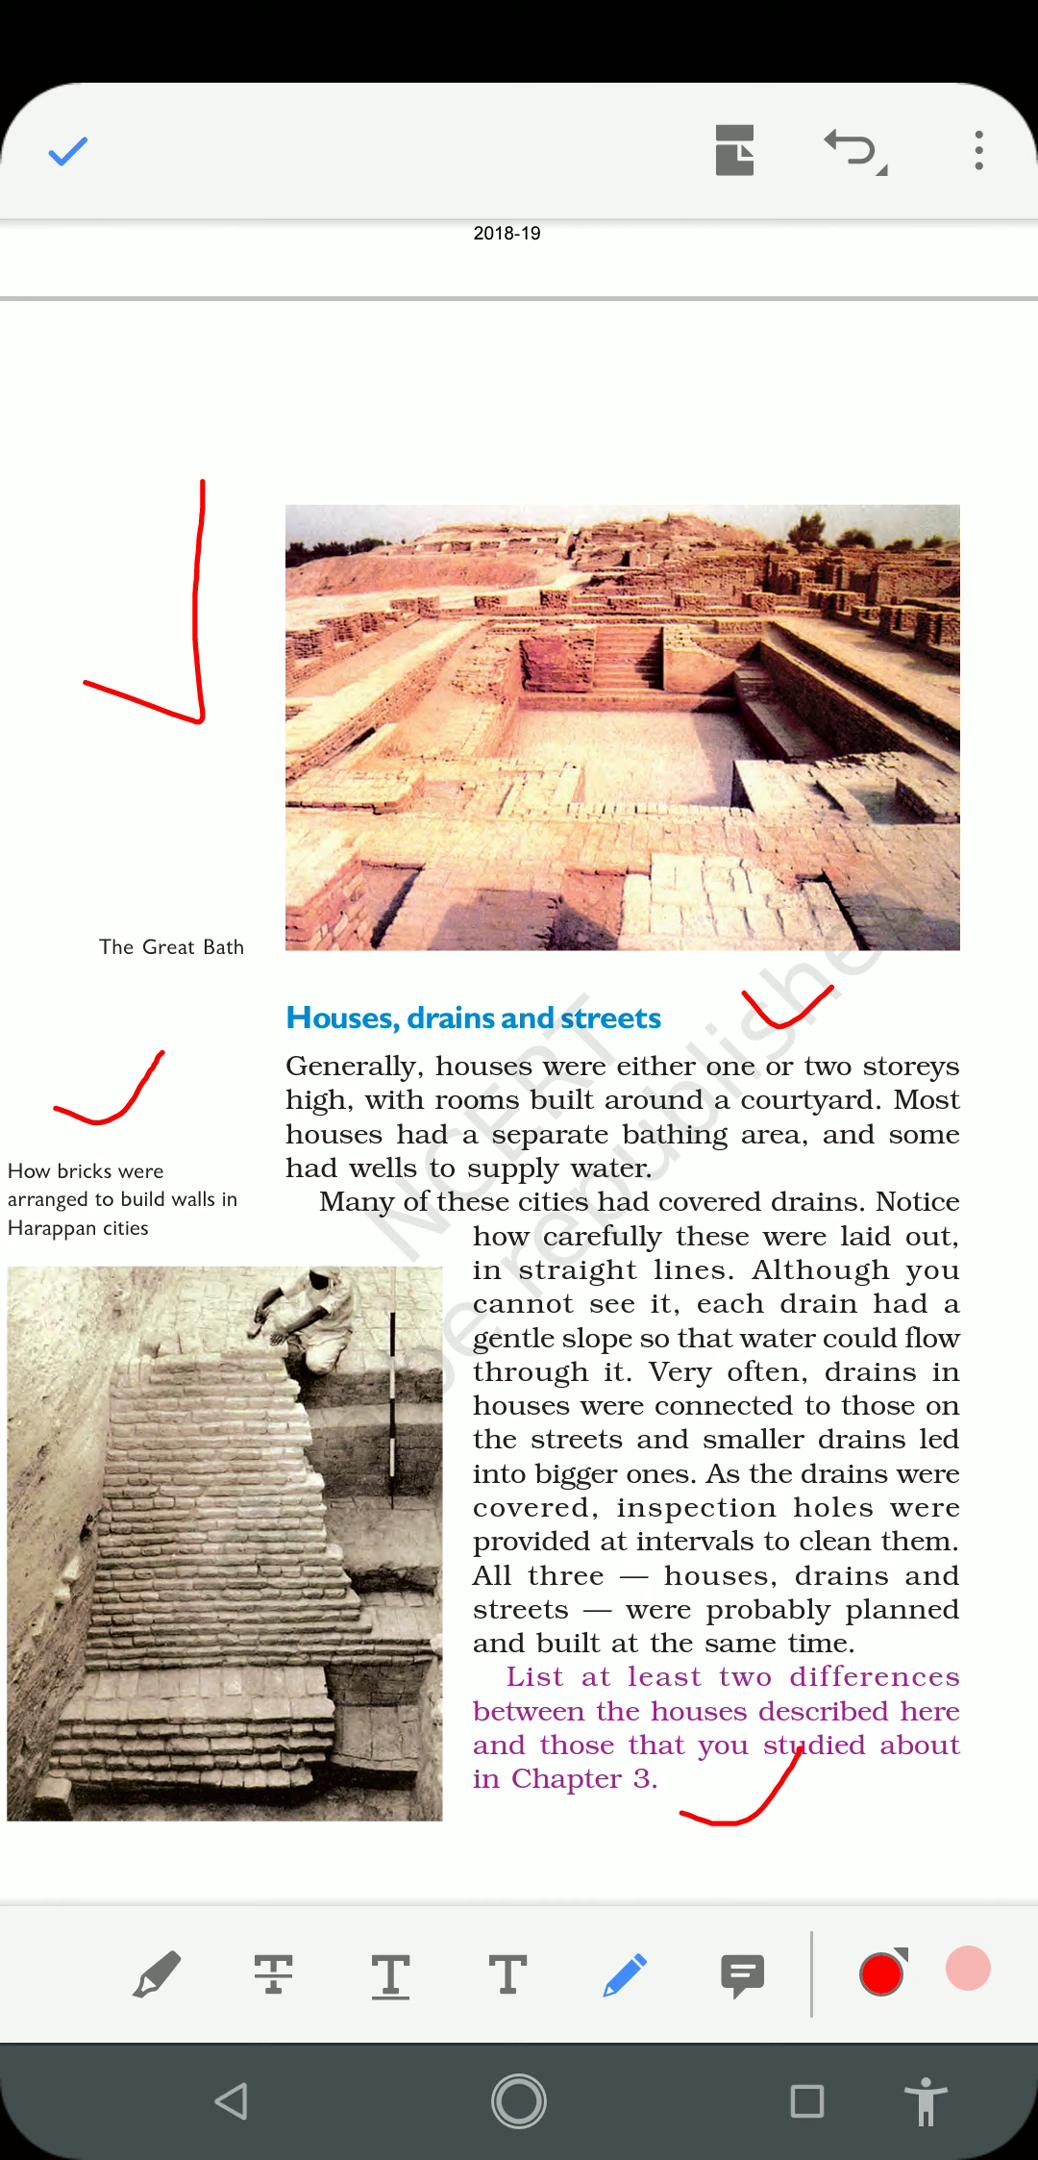 2018-19
The Great Bath
Houses, drains and streets
Generally, houses were either one or two storeys
high, with rooms built around a courtyard. Most
houses had a separate bathing area, and some
had wells to supply water.
How bricks were
arranged to build walls in
Harappan cities
Many of these cities had covered drains. Notice
how carefully these were laid out,
in straight lines. Although you
cannot see it, each drain had a
gentle slope so that water could flow
through it. Very often, drains in
houses were connected to those on
the streets and smaller drains led
into bigger ones. As the drains were
covered, inspection holes were
provided at intervals to clean them.
All three — houses, drains and
streets — were probably planned
and built at the same time.
List at least two differences
between the houses described here
and those that you studied about
in Chapter 3.
NCERT
be republished
T
T
T